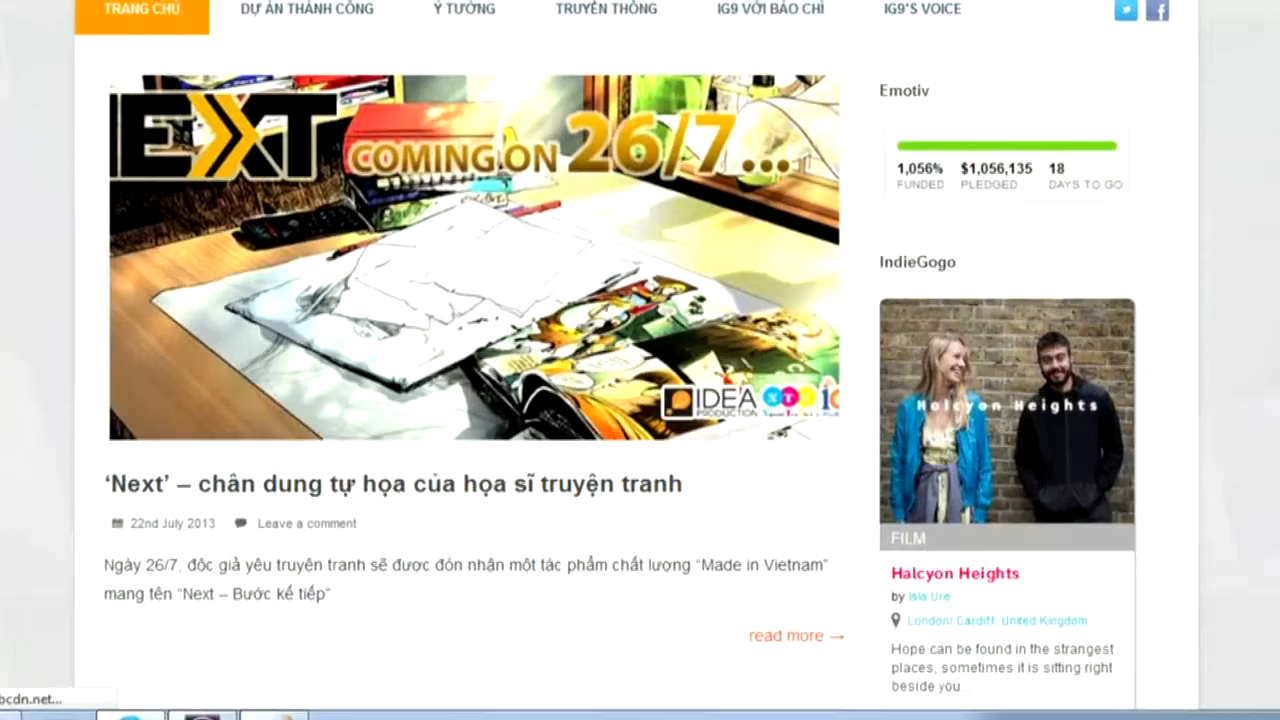 TRANG CHỦ
DỰ ÁN THÀNH CÔNG
Ý TƯỞNG
TRUYỀN THÔNG
IG9 VỚI BÁO CHÍ
IG9'S VOICE
EXT COMING ON 26/7...
IDEA
PRODUCTION
‘Next’ – chân dung tự họa của họa sĩ truyện tranh
22nd July 2013 Leave a comment
Ngày 26/7, độc giả yêu truyện tranh sẽ được đón nhận một tác phẩm chất lượng “Made in Vietnam”
mang tên “Next – Bước kế tiếp”
read more →
Emotiv
1,056% $1,056,135 18
FUNDED PLEDGED DAYS TO GO
IndieGogo
Halcyon Heights
FILM
Halcyon Heights
by Isla Ure
London/ Cardiff, United Kingdom
Hope can be found in the strangest
places, sometimes it is sitting right
beside you...
bcdn.net...